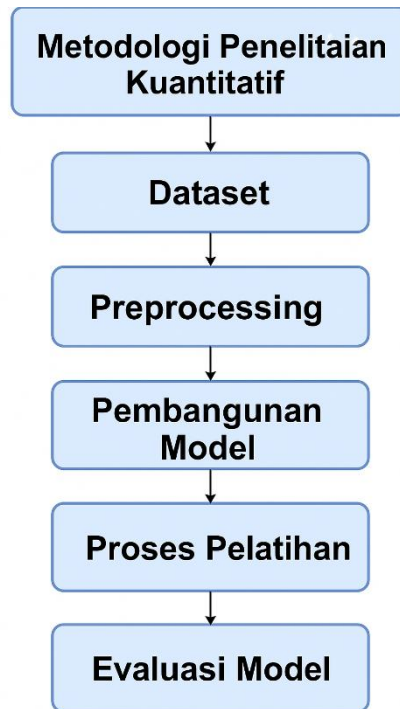 Metodologi Penelitaian
Kuantitatif
Dataset
Preprocessing
Pembangunan
Model
Proses Pelatihan
Evaluasi Model